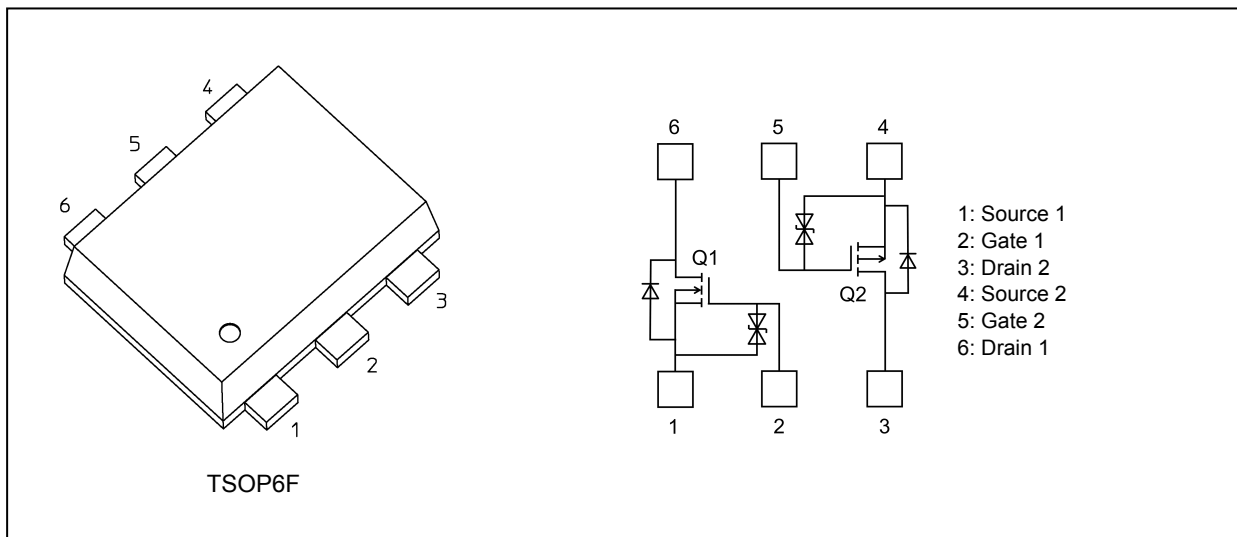 4
5
6
3
2
1
TSOP6F
6
5
4
Q1
Q2
1
2
3
1: Source 1
2: Gate 1
3: Drain 2
4: Source 2
5: Gate 2
6: Drain 1